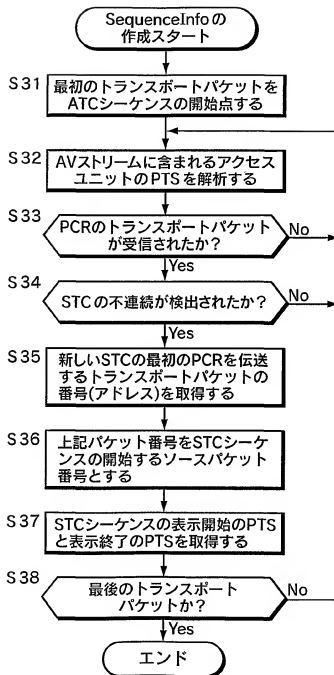 SequenceInfoの
作成スタート
S31
最初のトランスポートパケットを
ATCシーケンスの開始点する
S32
AVストリームに含まれるアクセス
ユニットのPTSを解析する
S33
PCRのトランスポートパケット
が受信されたか?
No
Yes
S34
STCの不連続が検出されたか?
No
Yes
S35
新しいSTCの最初のPCRを伝送
するトランスポートパケットの
番号(アドレス)を取得する
S36
上記パケット番号をSTCシーケ
ンスの開始するソースパケット
番号とする
S37
STCシーケンスの表示開始のPTS
と表示終了のPTSを取得する
S38
最後のトランスポート
パケットか?
No
Yes
エンド